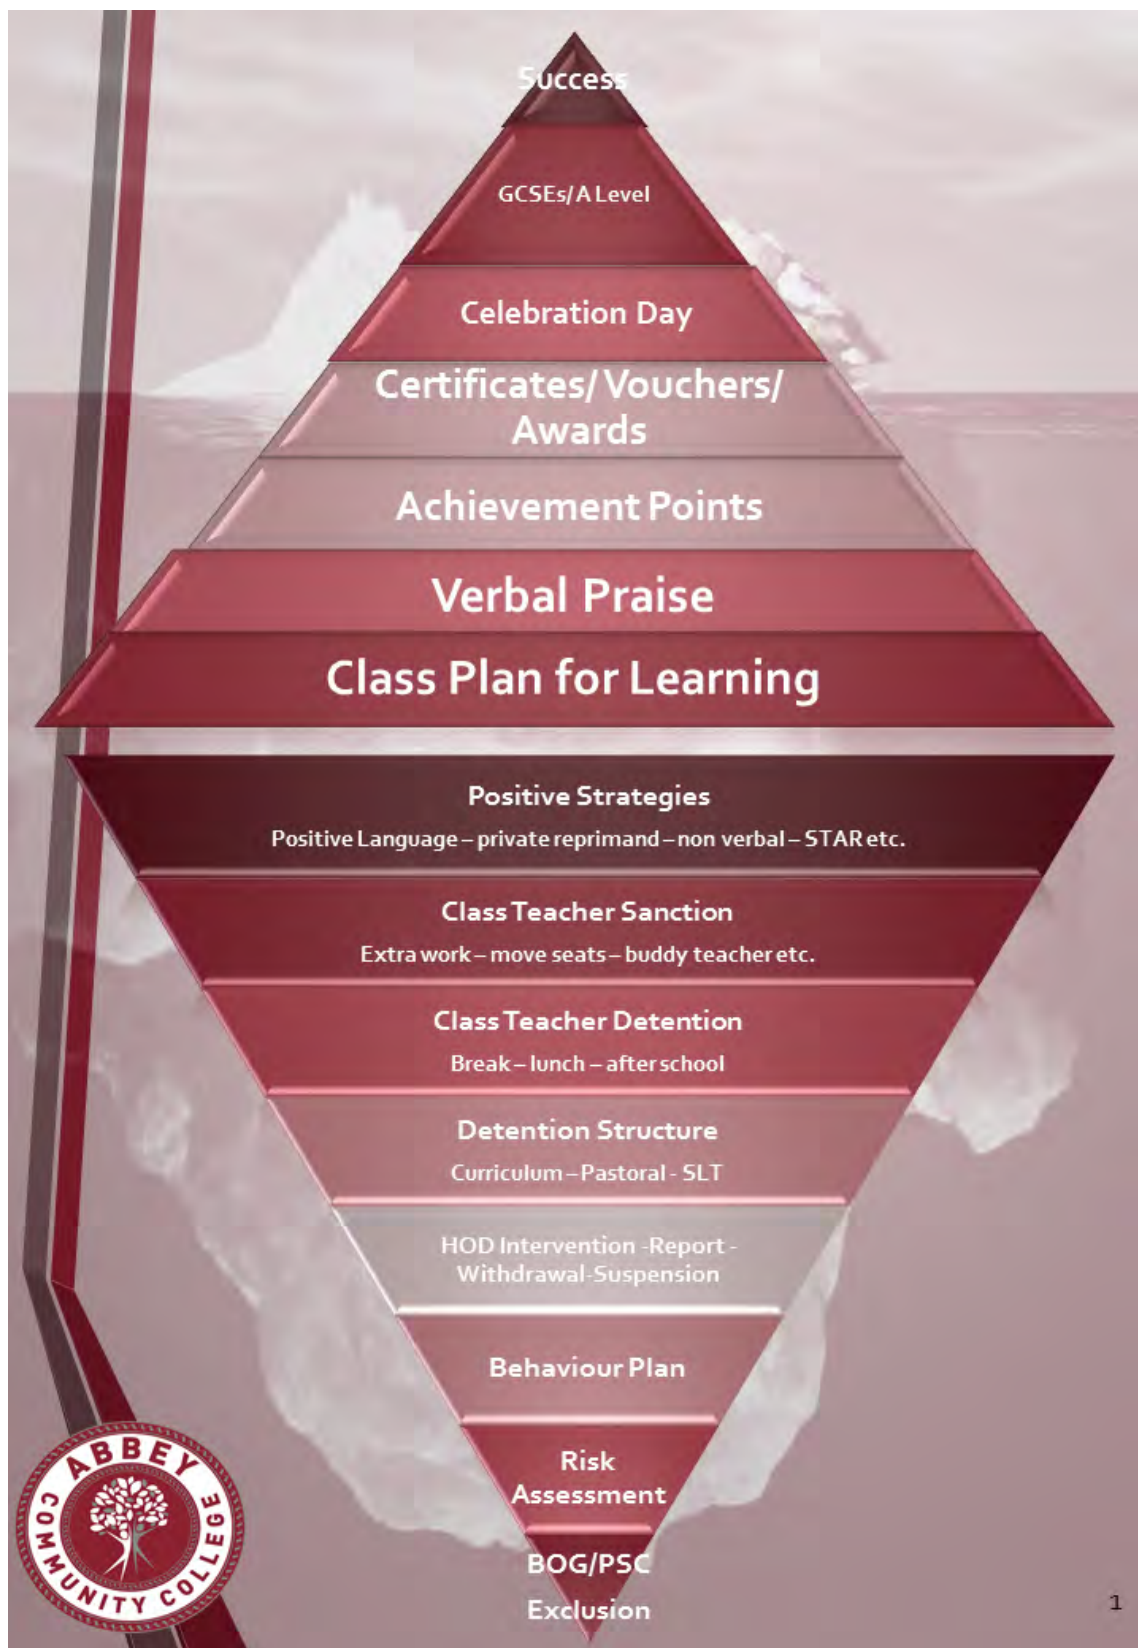 Success
GCSEs/A Level
Celebration Day
Certificates/ Vouchers/
Awards
Achievement Points
Verbal Praise
Class Plan for Learning
Positive Strategies
Positive Language – private reprimand – non verbal – STAR etc.
Class Teacher Sanction
Extra work – move seats – buddy teacher etc.
Class Teacher Detention
Break – lunch – after school
Detention Structure
Curriculum – Pastoral - SLT
HOD Intervention -Report -
Withdrawal-Suspension
Behaviour Plan
Risk
Assessment
BOG/PSC
Exclusion
ABBEY
COMMUNITY COLLEGE
1